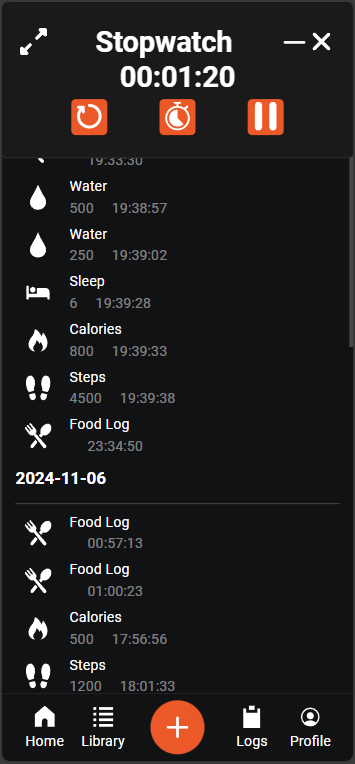 Stopwatch
00:01:20
19:33:30
Water
500 19:38:57
Water
250 19:39:02
Sleep
6 19:39:28
Calories
800 19:39:33
Steps
4500 19:39:38
Food Log
23:34:50
2024-11-06
Food Log
00:57:13
Food Log
01:00:23
Calories
500 17:56:56
Steps
1200 18:01:33
Home Library Logs Profile